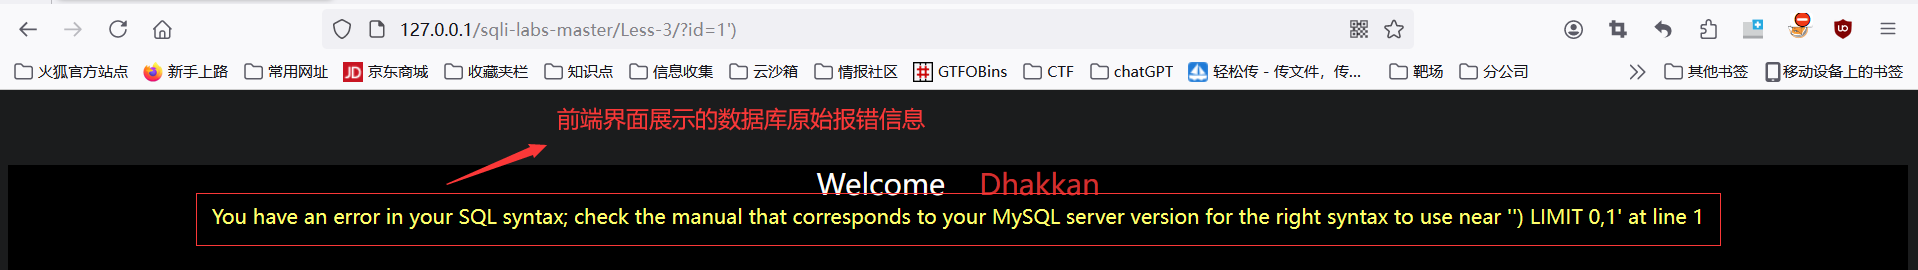 127.0.0.1/sqli-labs-master/Less-3/?id=1')
火狐官方站点 新手上路 常用网址 JD 京东商城 收藏夹栏 知识点 信息收集 云沙箱 情报社区 GTFOBins CTF chatGPT 轻松传 - 传文件，传... 靶场 分公司 其他书签 移动设备上的书签
前端界面展示的数据库原始报错信息
Welcome Dhakkan
You have an error in your SQL syntax; check the manual that corresponds to your MySQL server version for the right syntax to use near '') LIMIT 0,1' at line 1